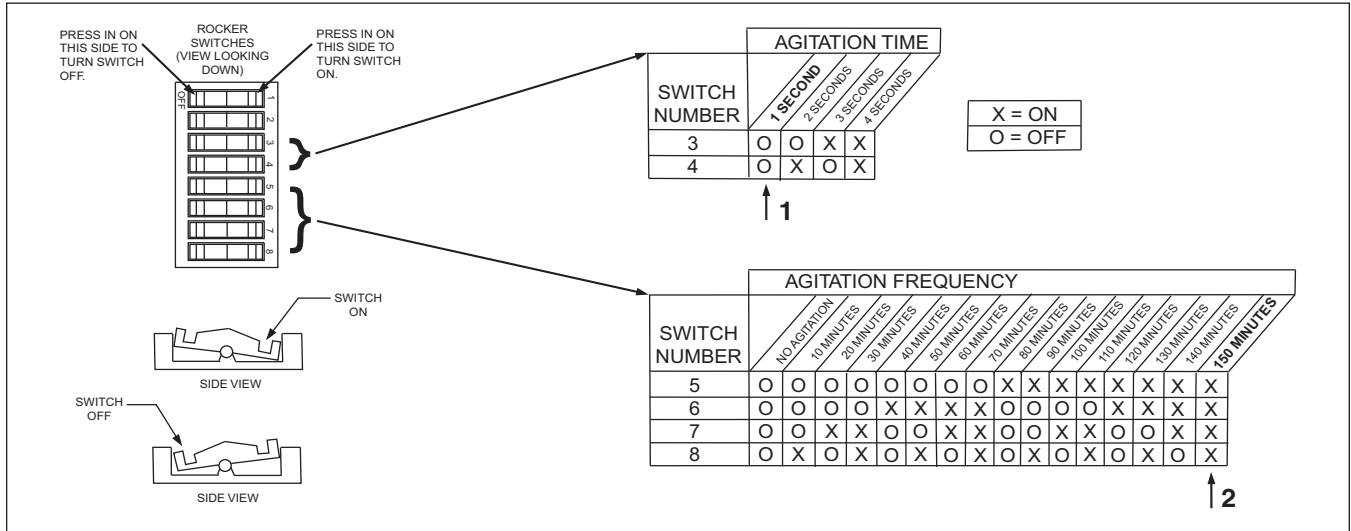 PRESS IN ON
THIS SIDE TO
TURN SWITCH
OFF.
ROCKER
SWITCHES
(VIEW LOOKING
DOWN)
PRESS IN ON
THIS SIDE TO
TURN SWITCH
ON.
OFF
1
2
3
4
5
6
7
8
SWITCH
ON
SIDE VIEW
SWITCH
OFF
SIDE VIEW
AGITATION TIME
SWITCH
NUMBER
1 SECOND
2 SECONDS
3 SECONDS
4 SECONDS
3 O O X X
4 O X O X
1
X = ON
O = OFF
AGITATION FREQUENCY
SWITCH
NUMBER
NO AGITATION
10 MINUTES
20 MINUTES
30 MINUTES
40 MINUTES
50 MINUTES
60 MINUTES
70 MINUTES
80 MINUTES
90 MINUTES
100 MINUTES
110 MINUTES
120 MINUTES
130 MINUTES
140 MINUTES
150 MINUTES
5 O O O O O O O O X X X X X X X X
6 O O O O X X X X O O O O X X X X
7 O O X X O O X X O O X X O O X X
8 O X O X O X O X O X O X O X O X
2